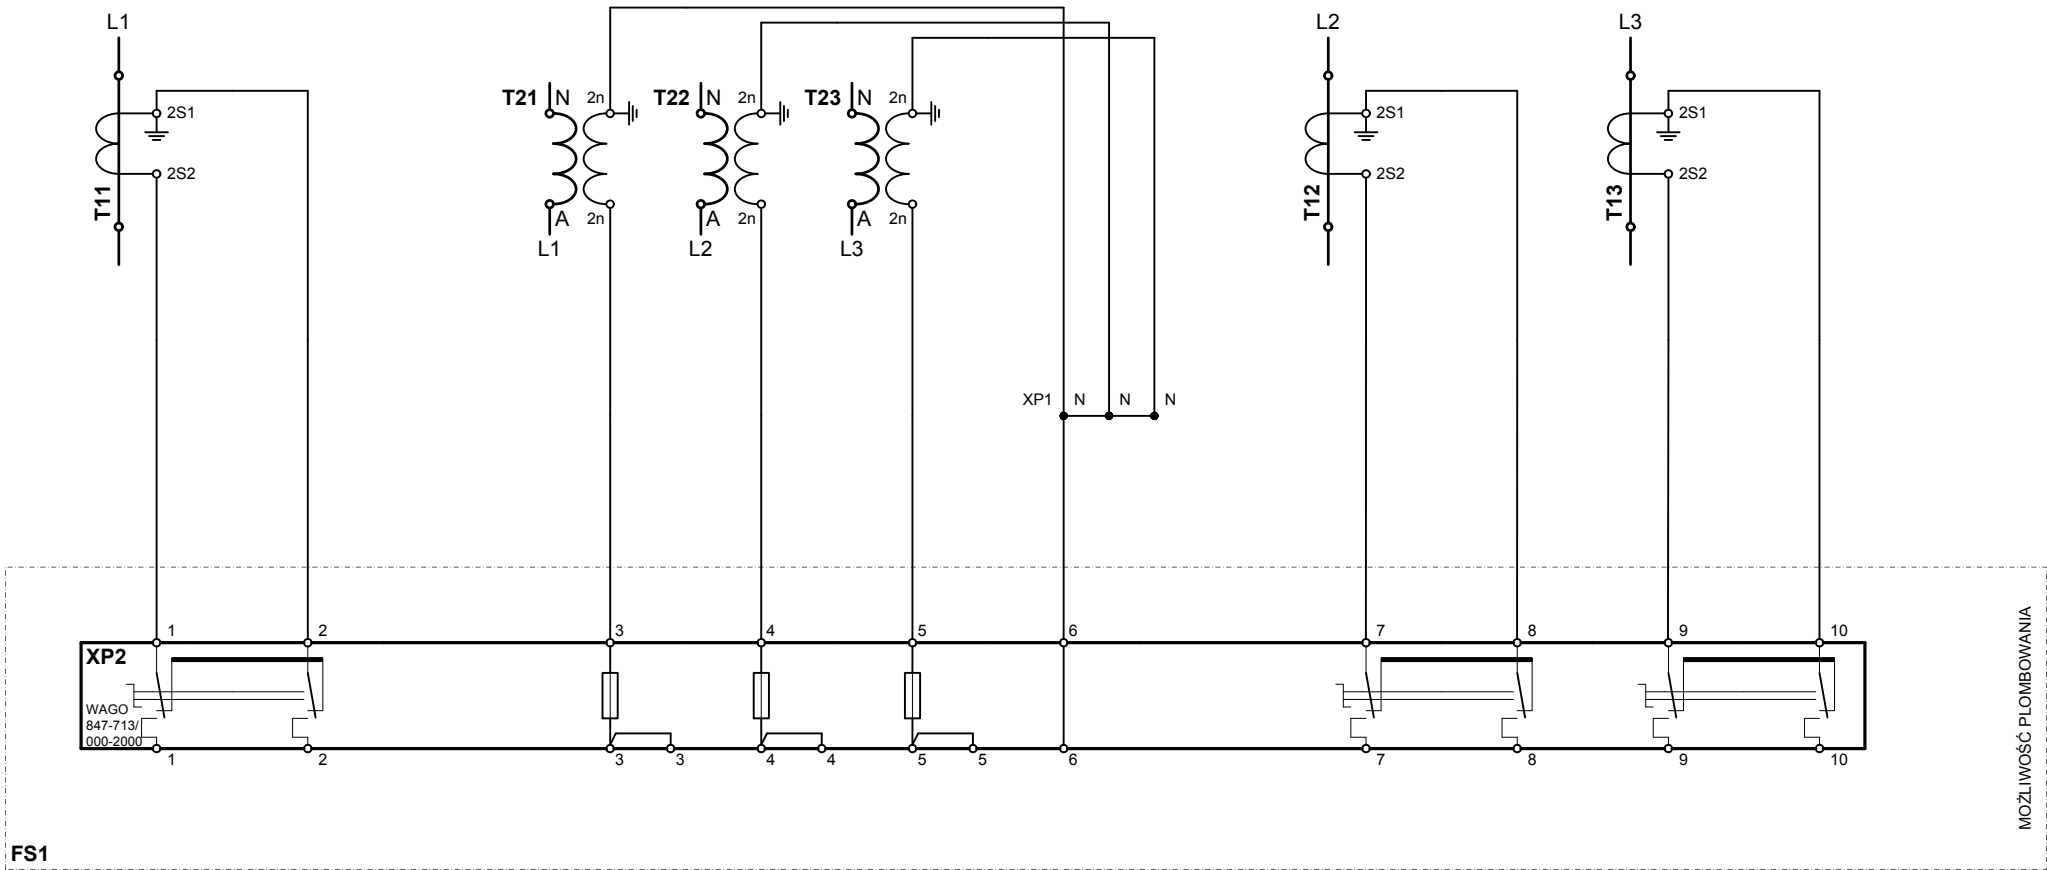 L1
L2
L3
T21 N 2n
T22 N 2n
T23 N 2n
2S1
2S1
2S1
2S2
2S2
2S2
T11
T12
T13
A 2n
A 2n
A 2n
L1
L2
L3
XP1 N N N
1 2 3 4 5 6 7 8 9 10
XP2
WAGO
847-713/
000-2000
1 2 3 3 4 4 5 5 6 7 8 9 10
MOŻLIWOŚĆ PLOMBOWANIA
FS1